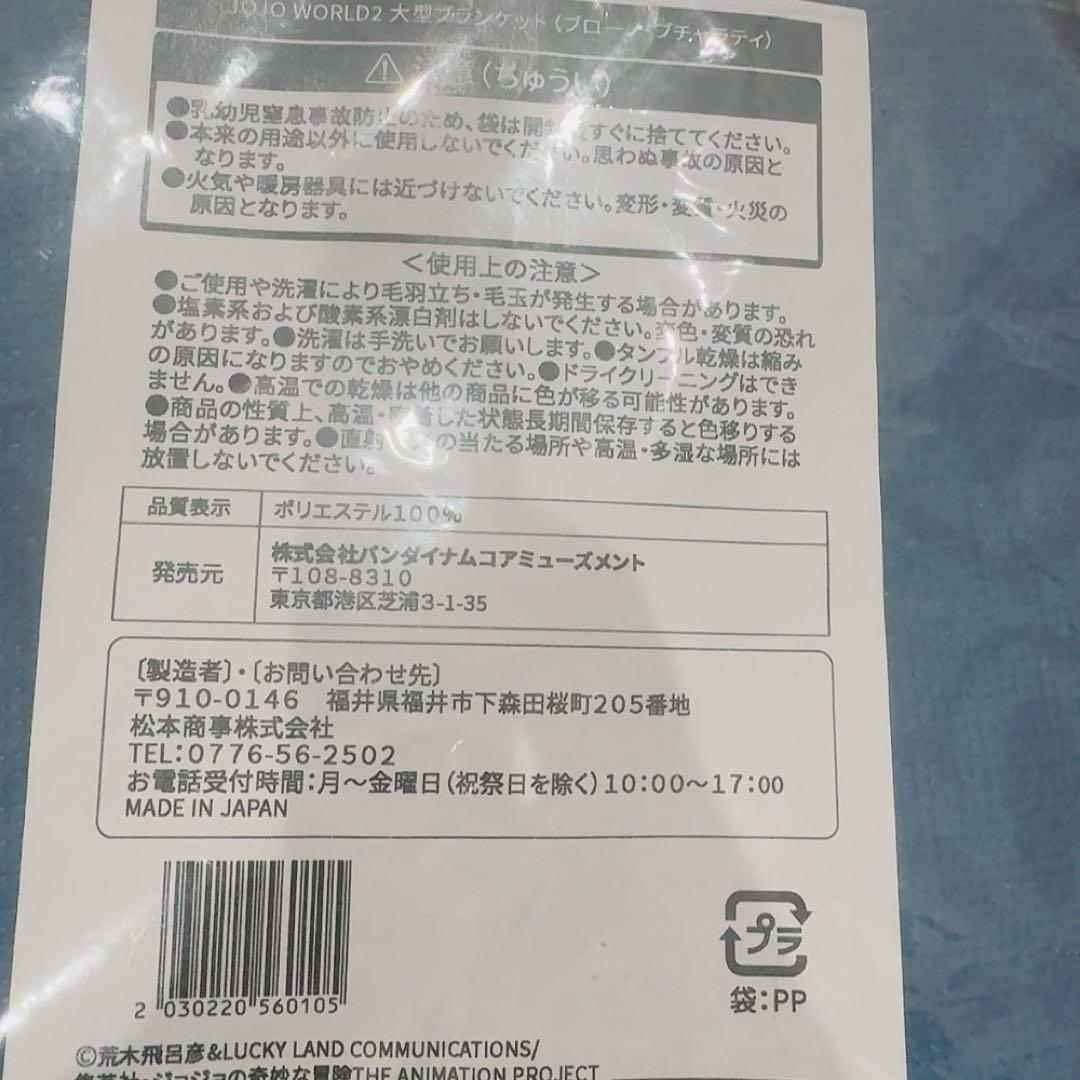 JOJO WORLD2 大型ブランケット(ブローノ・ブチャラティ)
注意(ちゅうい)
●乳幼児窒息事故防止のため、袋は開封後すぐに捨ててください。
●本来の用途以外に使用しないでください。思わぬ事故の原因と
なります。
●火気や暖房器具には近づけないでください。変形・変質・火災の
原因となります。
＜使用上の注意＞
●ご使用や洗濯により毛羽立ち・毛玉が発生する場合があります。
●塩素系および酸素系漂白剤はしないでください。変色・変質の恐れ
があります。●洗濯は手洗いでお願いします。●タンブル乾燥は縮み
の原因になりますのでおやめください。●ドライクリーニングはでき
ません。●高温での乾燥は他の商品に色が移る可能性があります。
●商品の性質上、高温・した状態長期間保存すると色移りする
場合があります。●直射の当たる場所や高温・多湿な場所には
放置しないでください。
品質表示 ポリエステル100%
発売元 株式会社バンダイナムコアミューズメント
〒108-8310
東京都港区芝浦3-1-35
〔製造者〕・〔お問い合わせ先〕
〒910-0146 福井県福井市下森田桜町205番地
松本商事株式会社
TEL:0776-56-2502
お電話受付時間:月～金曜日(祝祭日を除く)10:00～17:00
MADE IN JAPAN
プラ
袋:PP
2 030220 560105
©荒木飛呂彦&LUCKY LAND COMMUNICATIONS/
集英社・ジョジョの奇妙な冒険THE ANIMATION PROJECT